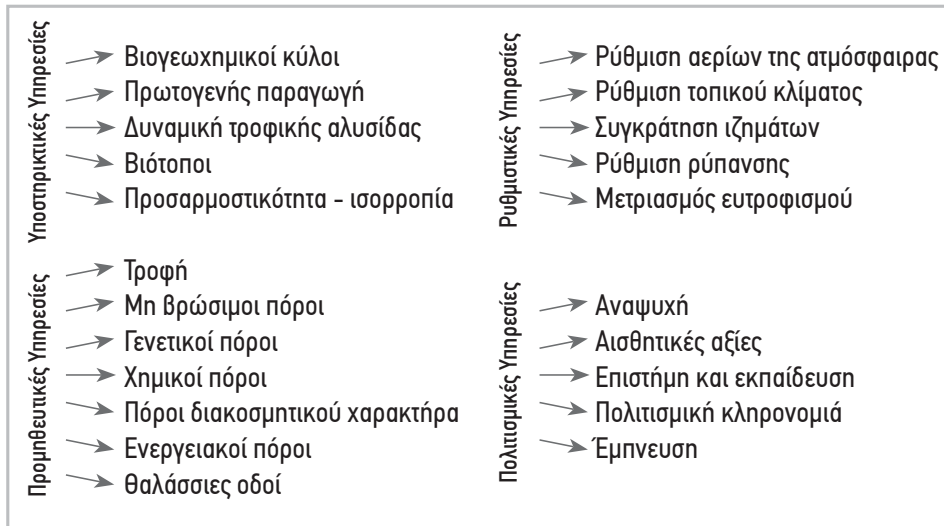 Υποστηρικτικές Υπηρεσίες
Βιογεωχημικοί κύλοι
Πρωτογενής παραγωγή
Δυναμική τροφικής αλυσίδας
Βιότοποι
Προσαρμοστικότητα - ισορροπία
Ρυθμιστικές Υπηρεσίες
Ρύθμιση αερίων της ατμόσφαιρας
Ρύθμιση τοπικού κλίματος
Συγκράτηση ιζημάτων
Ρύθμιση ρύπανσης
Μετριασμός ευτροφισμού
Προμηθευτικές Υπηρεσίες
Τροφή
Μη βρώσιμοι πόροι
Γενετικοί πόροι
Χημικοί πόροι
Πόροι διακοσμητικού χαρακτήρα
Ενεργειακοί πόροι
Θαλάσσιες οδοί
Πολιτισμικές Υπηρεσίες
Αναψυχή
Αισθητικές αξίες
Επιστήμη και εκπαίδευση
Πολιτισμική κληρονομιά
Έμπνευση